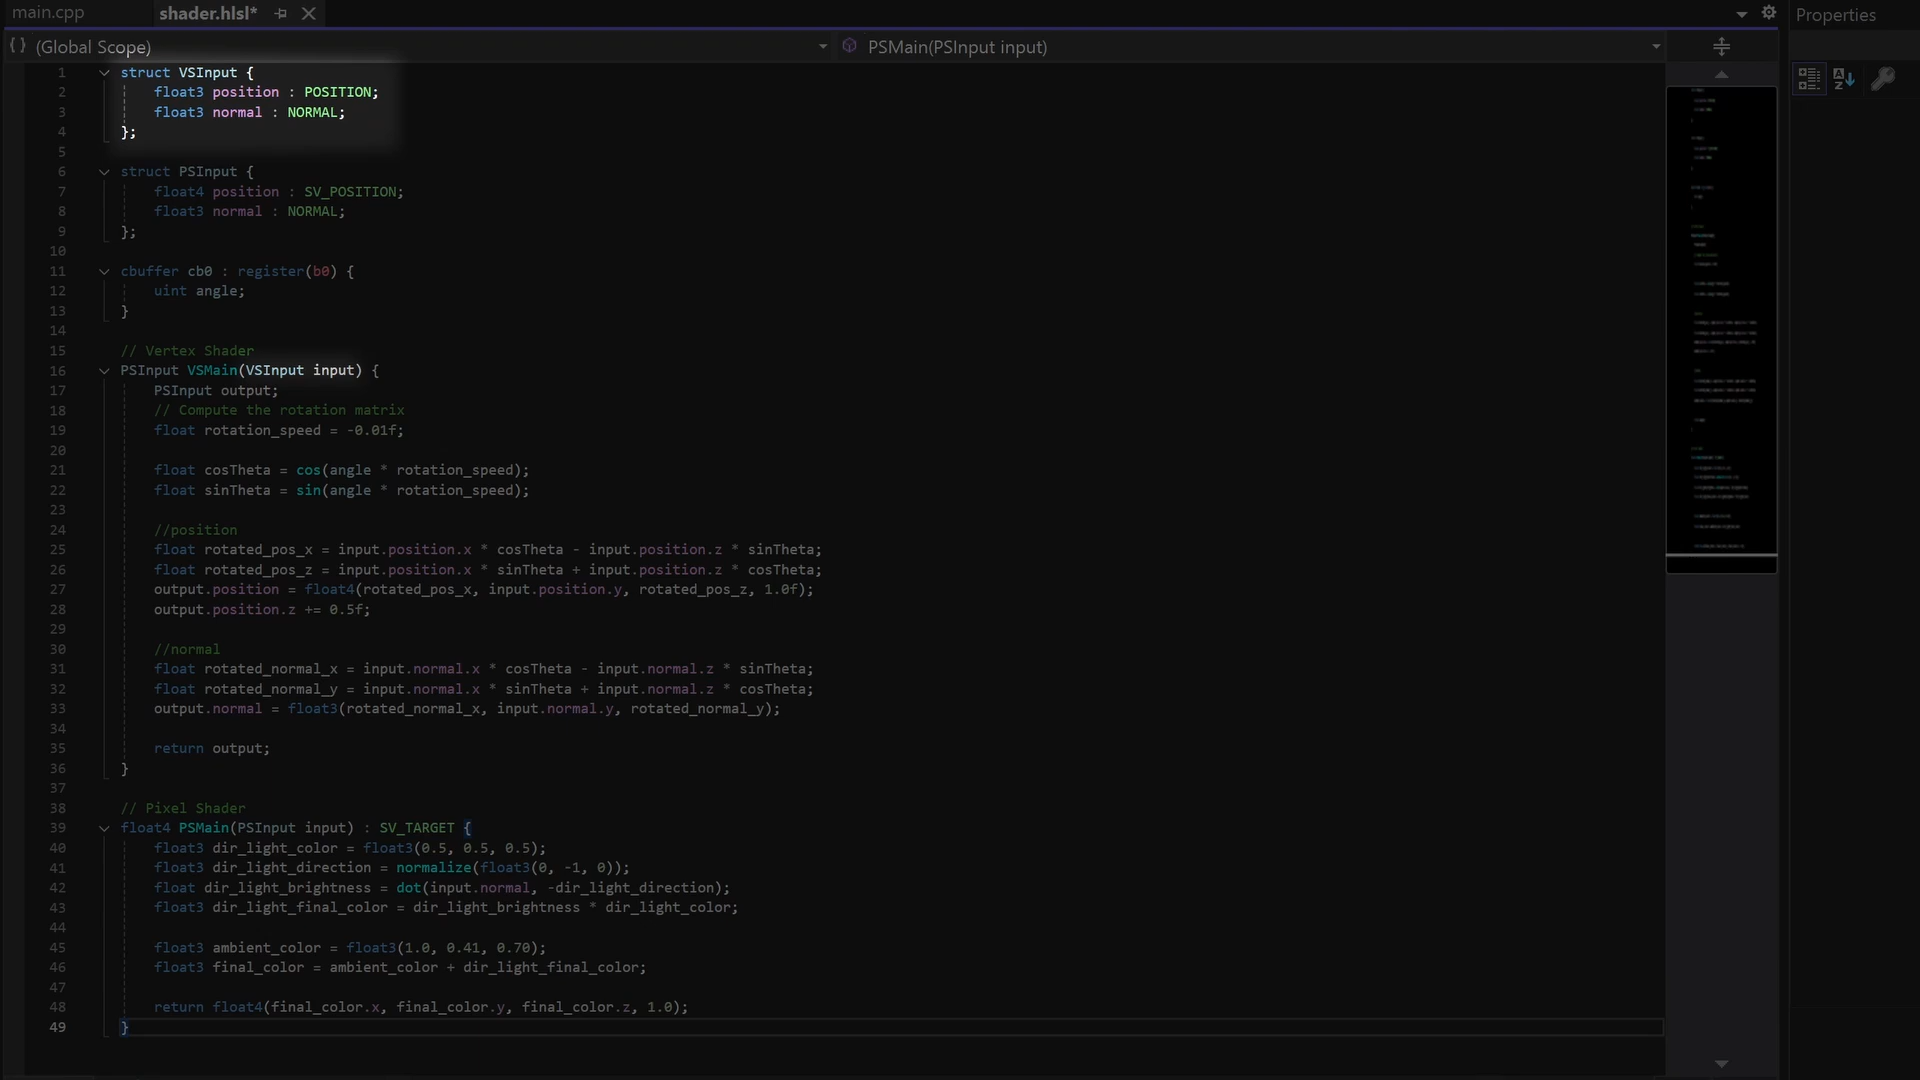 main.cpp
shader.hlsl*
Properties
(Global Scope)
PSMain(PSInput input)
1 struct VSInput {
2 float3 position : POSITION;
3 float3 normal : NORMAL;
4 };
5
6 struct PSInput {
7 float4 position : SV_POSITION;
8 float3 normal : NORMAL;
9 };
10
11 cbuffer cb0 : register(b0) {
12 uint angle;
13 }
14
15 // Vertex Shader
16 PSInput VSMain(VSInput input) {
17 PSInput output;
18 // Compute the rotation matrix
19 float rotation_speed = -0.01f;
20
21 float cosTheta = cos(angle * rotation_speed);
22 float sinTheta = sin(angle * rotation_speed);
23
24 //position
25 float rotated_pos_x = input.position.x * cosTheta - input.position.z * sinTheta;
26 float rotated_pos_z = input.position.x * sinTheta + input.position.z * cosTheta;
27 output.position = float4(rotated_pos_x, input.position.y, rotated_pos_z, 1.0f);
28 output.position.z += 0.5f;
29
30 //normal
31 float rotated_normal_x = input.normal.x * cosTheta - input.normal.z * sinTheta;
32 float rotated_normal_y = input.normal.x * sinTheta + input.normal.z * cosTheta;
33 output.normal = float3(rotated_normal_x, input.normal.y, rotated_normal_y);
34
35 return output;
36 }
37
38 // Pixel Shader
39 float4 PSMain(PSInput input) : SV_TARGET {
40 float3 dir_light_color = float3(0.5, 0.5, 0.5);
41 float3 dir_light_direction = normalize(float3(0, -1, 0));
42 float dir_light_brightness = dot(input.normal, -dir_light_direction);
43 float3 dir_light_final_color = dir_light_brightness * dir_light_color;
44
45 float3 ambient_color = float3(1.0, 0.41, 0.70);
46 float3 final_color = ambient_color + dir_light_final_color;
47
48 return float4(final_color.x, final_color.y, final_color.z, 1.0);
49 }